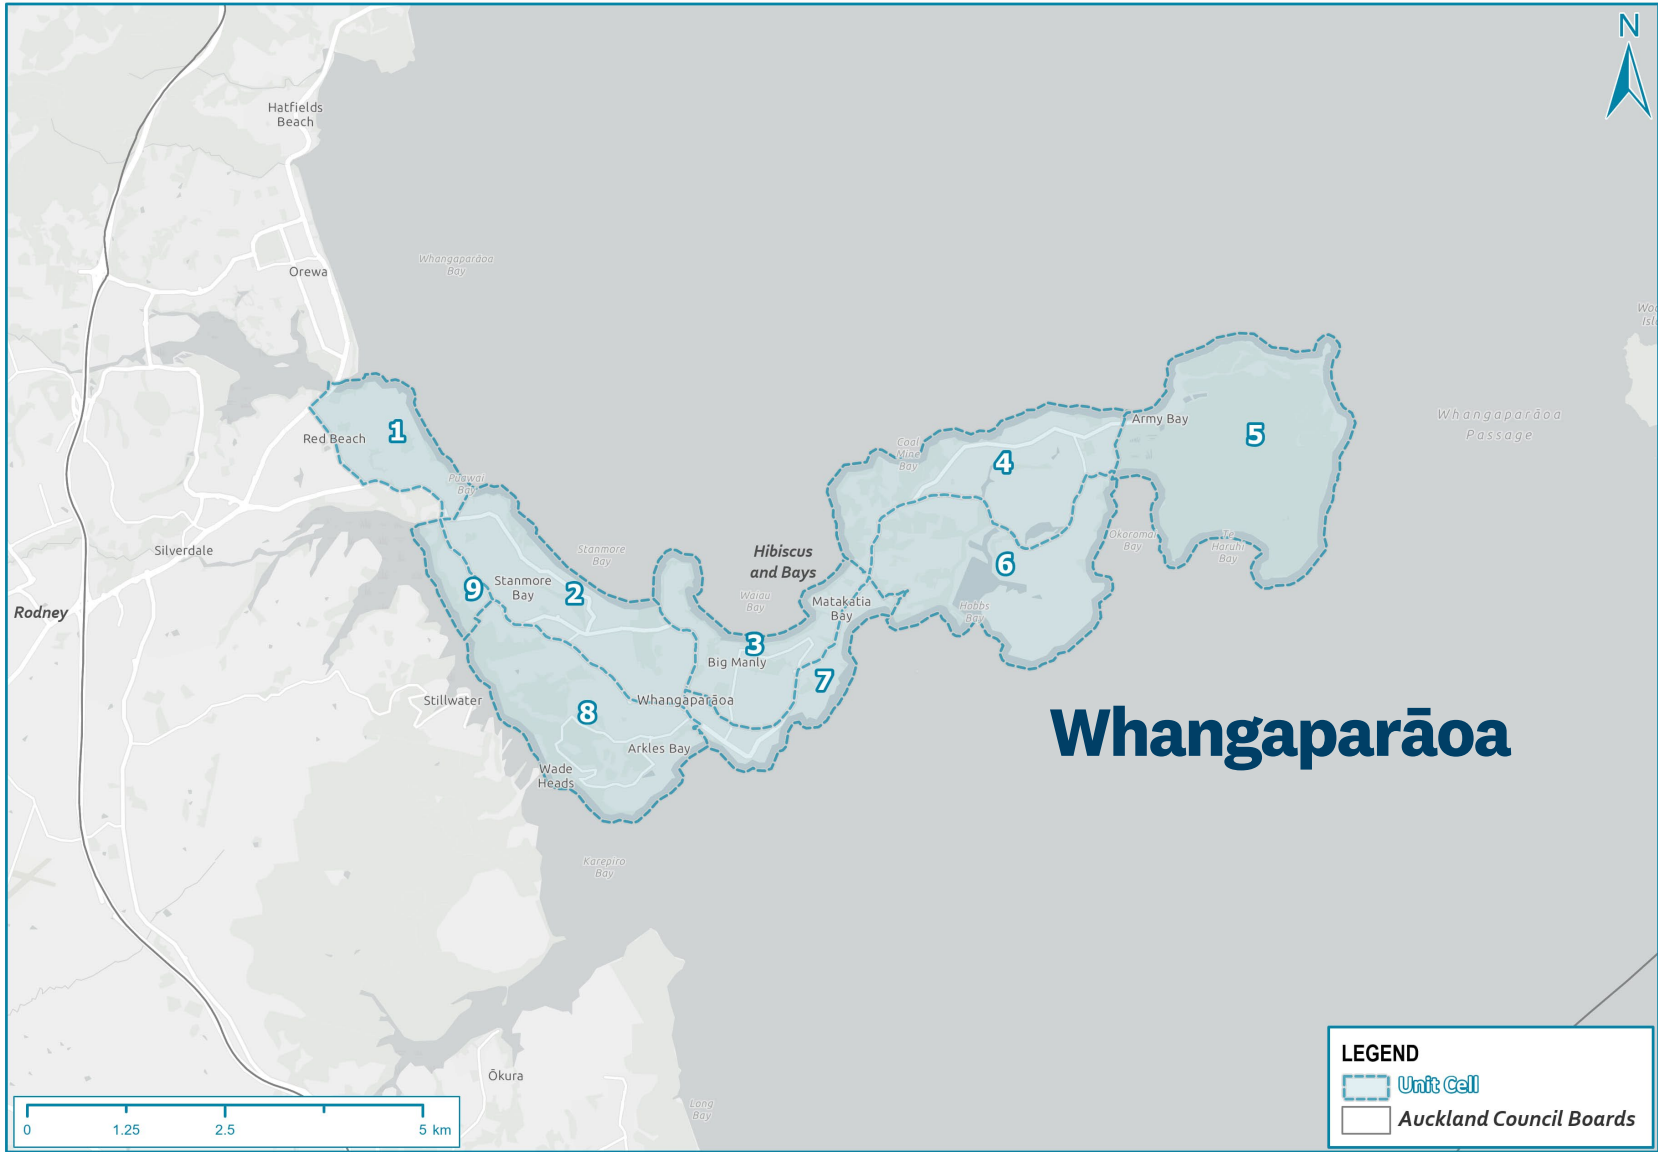 N
Hatfields
Beach
Whangaparāoa
Bay
Orewa
Army Bay
Whangaparāoa
Passage
1
Red Beach
5
Coal
Mine
Bay
4
Bay
Okoromai
Bay
Te
Haruhi
Bay
Silverdale
Stanmore
Bay
Hibiscus
and Bays
6
Rodney
9
Stanmore
Bay
2
Waiau
Bay
Matakatia
Bay
Hobbs
Bay
3
Big Manly
7
Stillwater
Whangaparāoa
8
Arkles Bay
Wade
Heads
Whangaparāoa
Karepiro
Bay
Ōkura
Long
Bay
0
1.25
2.5
5 km
LEGEND
Unit Cell
Auckland Council Boards